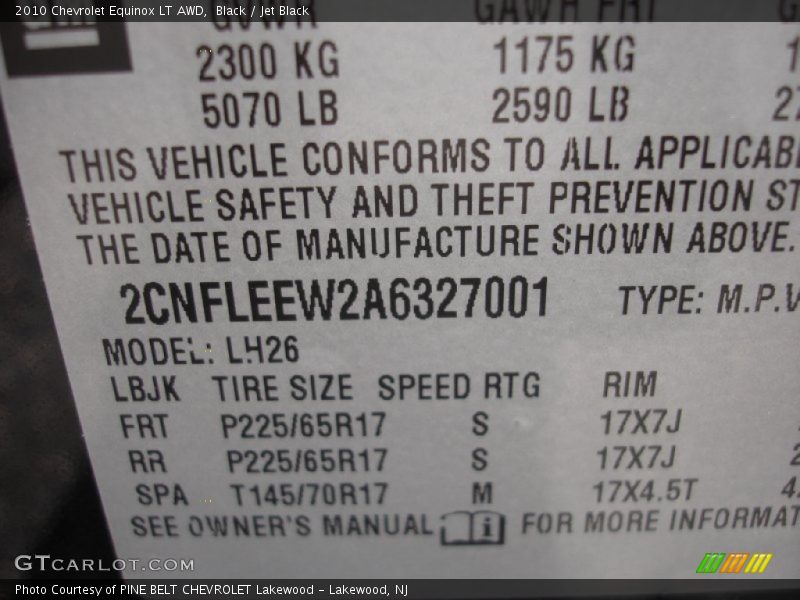 2010 Chevrolet Equinox LT AWD,  Black / Jet Black
GVWR GAWR FRT
2300 KG 1175 KG
5070 LB 2590 LB
THIS VEHICLE CONFORMS TO ALL APPLICAB
VEHICLE SAFETY AND THEFT PREVENTION ST
THE DATE OF MANUFACTURE SHOWN ABOVE.
2CNFLEEW2A6327001 TYPE: M.P.V
MODEL: LH26
LBJK TIRE SIZE SPEED RTG RIM
FRT P225/65R17 S 17X7J
RR P225/65R17 S 17X7J
SPA T145/70R17 M 17X4.5T
SEE OWNER'S MANUAL i FOR MORE INFORMAT
GTCARLOT.COM
Photo Courtesy of PINE BELT CHEVROLET Lakewood - Lakewood, NJ